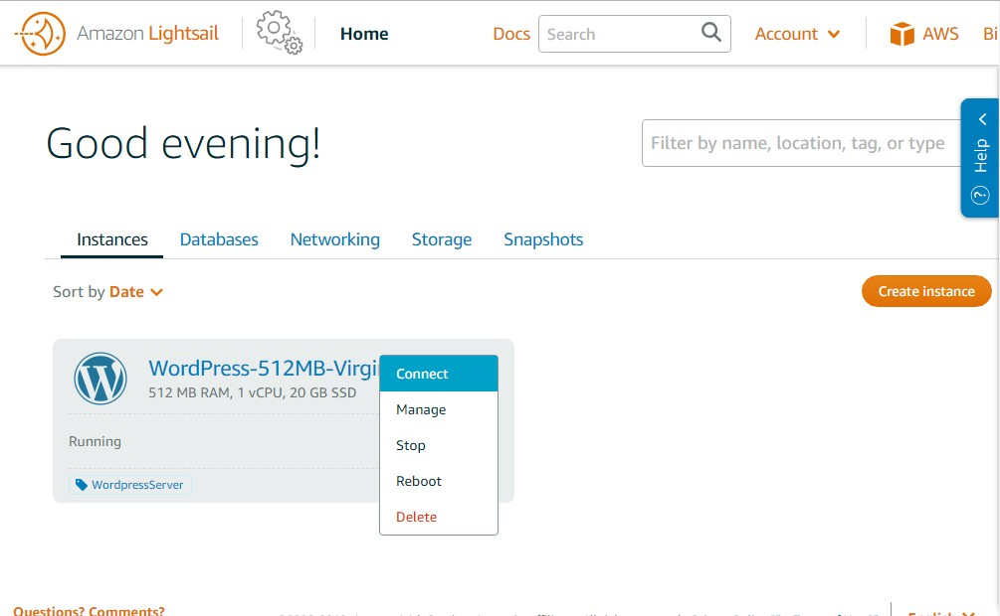 Amazon Lightsail
Home
Docs
Search
Account
AWS
Bi
Good evening!
Filter by name, location, tag, or type
Help
?
Instances
Databases
Networking
Storage
Snapshots
Sort by Date
Create instance
WordPress-512MB-Virgi
512 MB RAM, 1 vCPU, 20 GB SSD
Running
WordpressServer
Connect
Manage
Stop
Reboot
Delete
Questions? Comments?
English